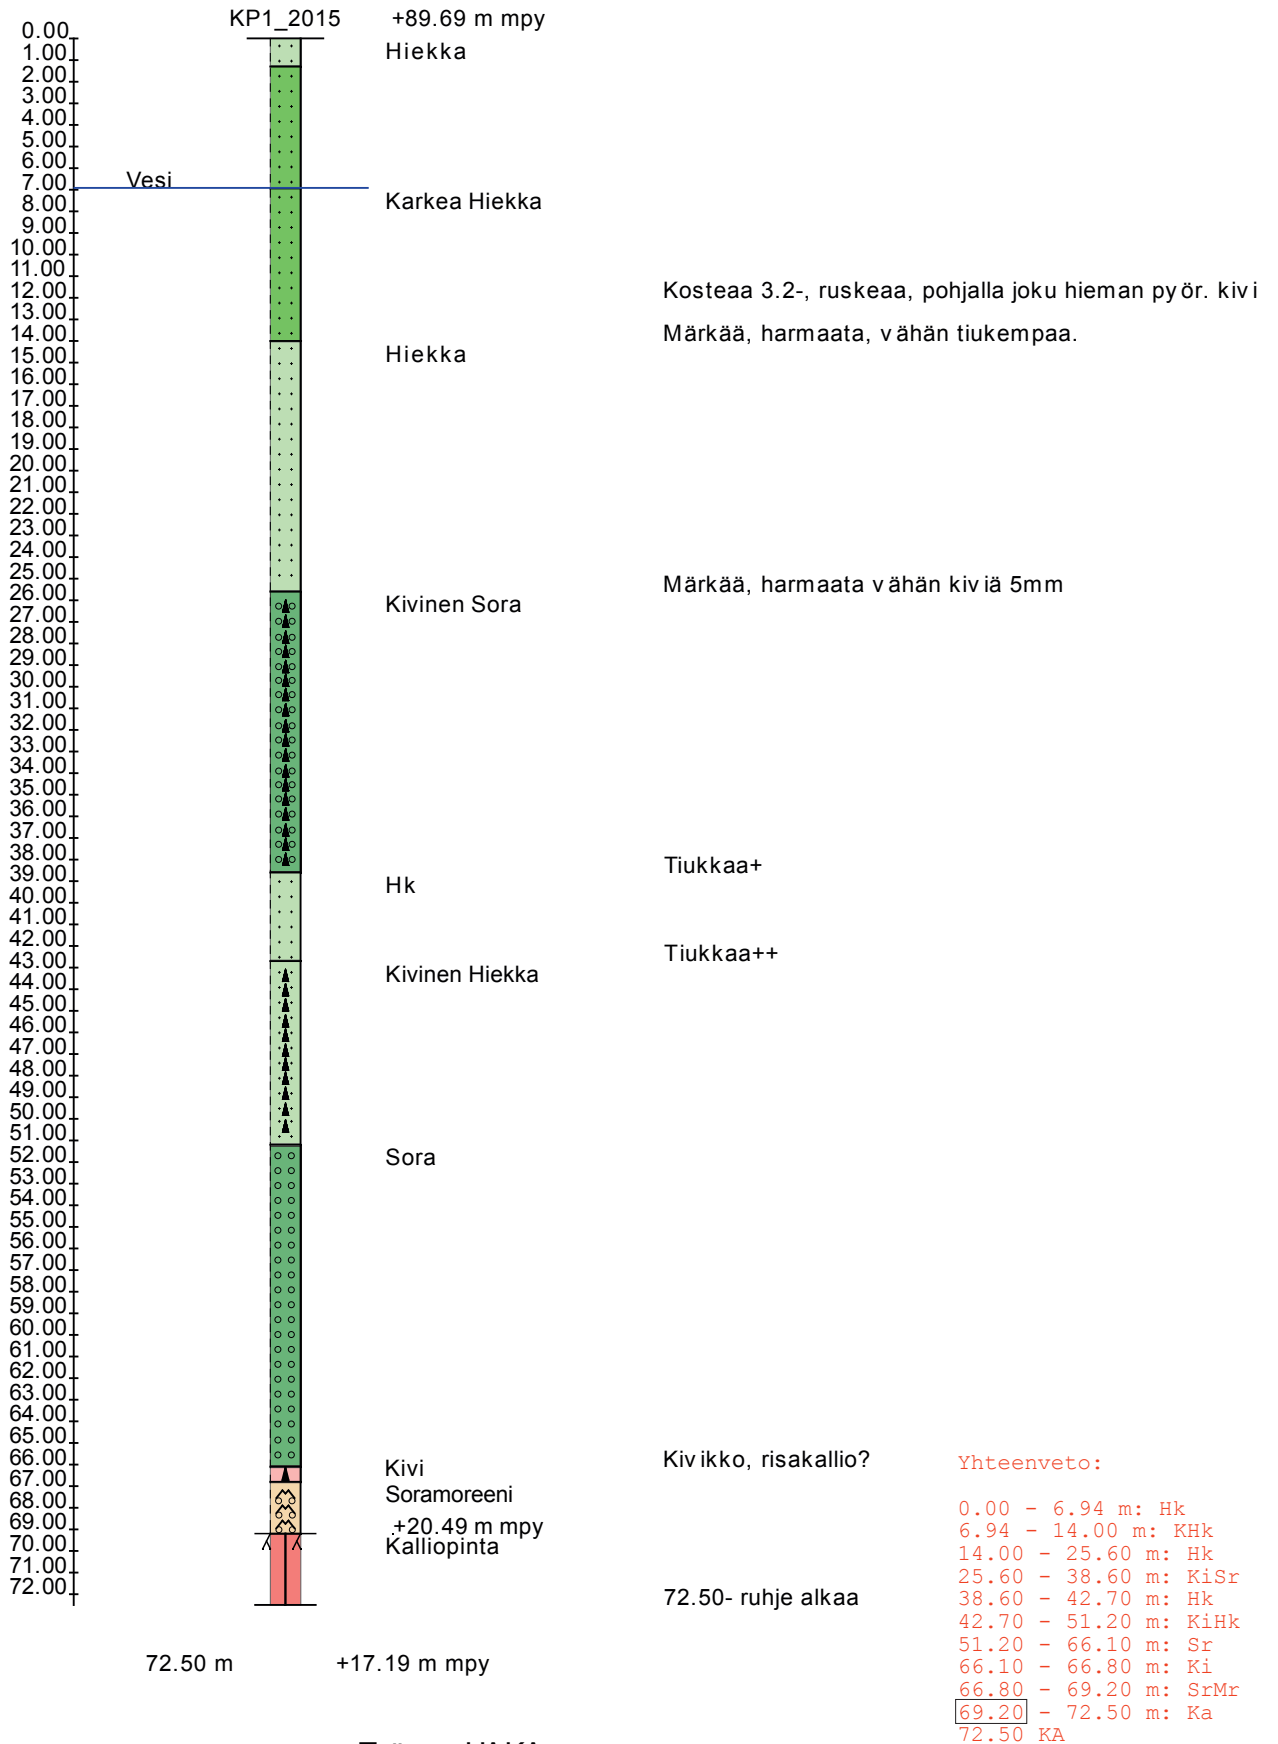 KP1_2015 +89.69 m mpy
0.00
1.00 Hiekka
2.00
3.00
4.00
5.00
6.00
7.00 Vesi
8.00 Karkea Hiekka
9.00
10.00
11.00
12.00 Kosteaa 3.2-, ruskeaa, pohjalla joku hieman pyör. kivi
13.00
14.00 Märkää, harmaata, vähän tiukempaa.
15.00 Hiekka
16.00
17.00
18.00
19.00
20.00
21.00
22.00
23.00
24.00
25.00 Märkää, harmaata vähän kiviä 5mm
26.00 Kivinen Sora
27.00
28.00
29.00
30.00
31.00
32.00
33.00
34.00
35.00
36.00
37.00
38.00 Tiukkaa+
39.00 Hk
40.00
41.00
42.00 Tiukkaa++
43.00 Kivinen Hiekka
44.00
45.00
46.00
47.00
48.00
49.00
50.00
51.00
52.00 Sora
53.00
54.00
55.00
56.00
57.00
58.00
59.00
60.00
61.00
62.00
63.00
64.00
65.00
66.00 Kivi Kivikko, risakallio?
67.00 Soramoreeni
68.00
69.00 +20.49 m mpy
70.00 Kalliopinta
71.00
72.00 72.50- ruhje alkaa
72.50 m +17.19 m mpy
Yhteenveto:
0.00 - 6.94 m: Hk
6.94 - 14.00 m: KHk
14.00 - 25.60 m: Hk
25.60 - 38.60 m: KiSr
38.60 - 42.70 m: Hk
42.70 - 51.20 m: KiHk
51.20 - 66.10 m: Sr
66.10 - 66.80 m: Ki
66.80 - 69.20 m: SrMr
69.20 - 72.50 m: Ka
72.50 KA